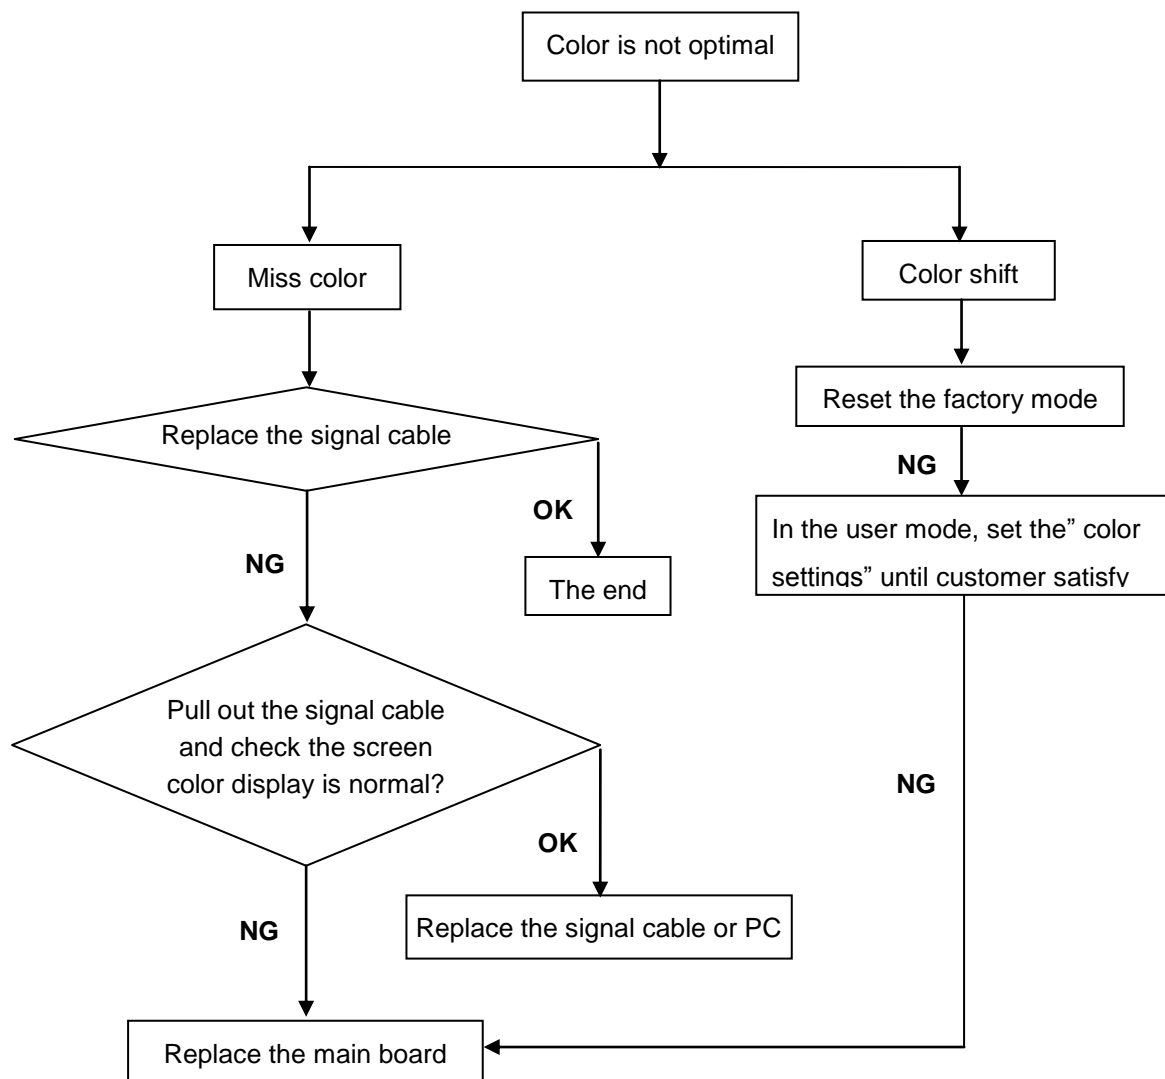 Color is not optimal
Miss color
Color shift
Replace the signal cable
Reset the factory mode
NG
OK
NG
In the user mode, set the” color
settings” until customer satisfy
The end
Pull out the signal cable
and check the screen
color display is normal?
NG
OK
NG
Replace the signal cable or PC
Replace the main board